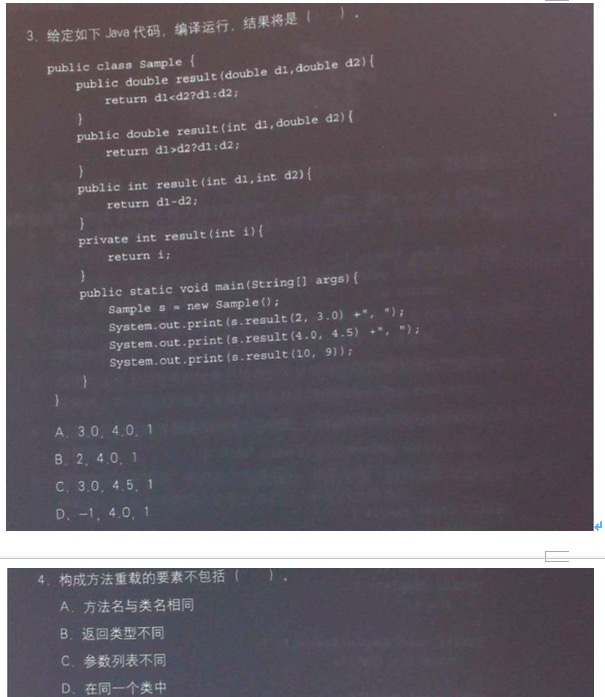 3. 给定如下 Java 代码，编译运行，结果将是（　　）。
public class Sample {
public double result(double d1,double d2){
return d1<d2?d1:d2;
}
public double result(int d1,double d2){
return d1>d2?d1:d2;
}
public int result(int d1,int d2){
return d1-d2;
}
private int result(int i){
return i;
}
public static void main(String[] args){
Sample s = new Sample();
System.out.print(s.result(2, 3.0) +", ");
System.out.print(s.result(4.0, 4.5) +", ");
System.out.print(s.result(10, 9));
}
}
A. 3.0, 4.0, 1
B. 2, 4.0, 1
C. 3.0, 4.5, 1
D. -1, 4.0, 1
4. 构成方法重载的要素不包括（　　）。
A. 方法名与类名相同
B. 返回类型不同
C. 参数列表不同
D. 在同一个类中